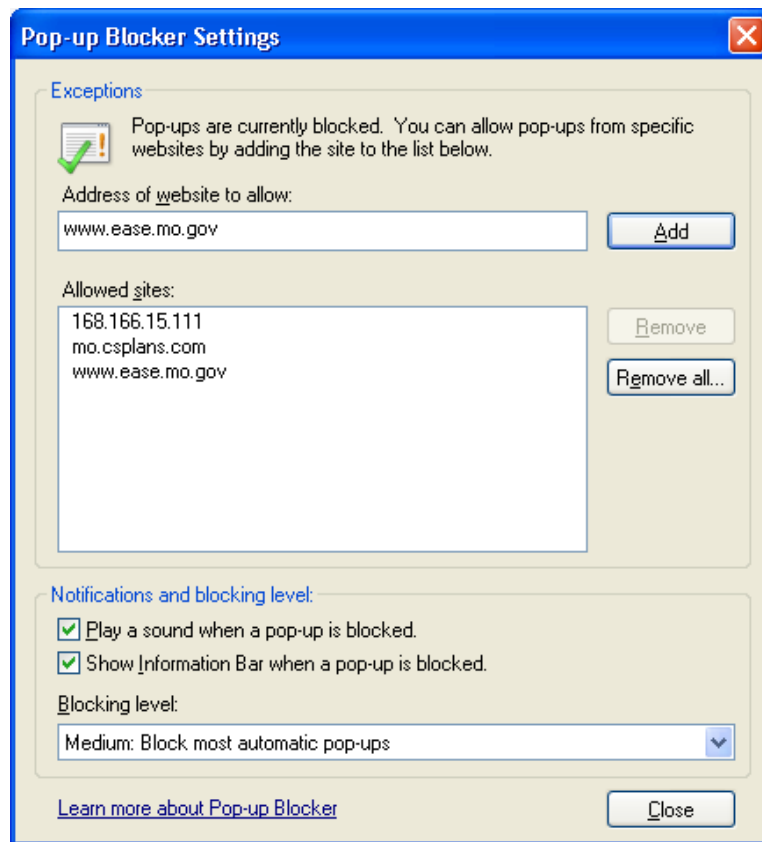 Pop-up Blocker Settings
Exceptions
Pop-ups are currently blocked.  You can allow pop-ups from specific
websites by adding the site to the list below.
Address of website to allow:
www.ease.mo.gov
Add
Allowed sites:
168.166.15.111
mo.csplans.com
www.ease.mo.gov
Remove
Remove all...
Notifications and blocking level:
Play a sound when a pop-up is blocked.
Show Information Bar when a pop-up is blocked.
Blocking level:
Medium: Block most automatic pop-ups
Learn more about Pop-up Blocker
Close